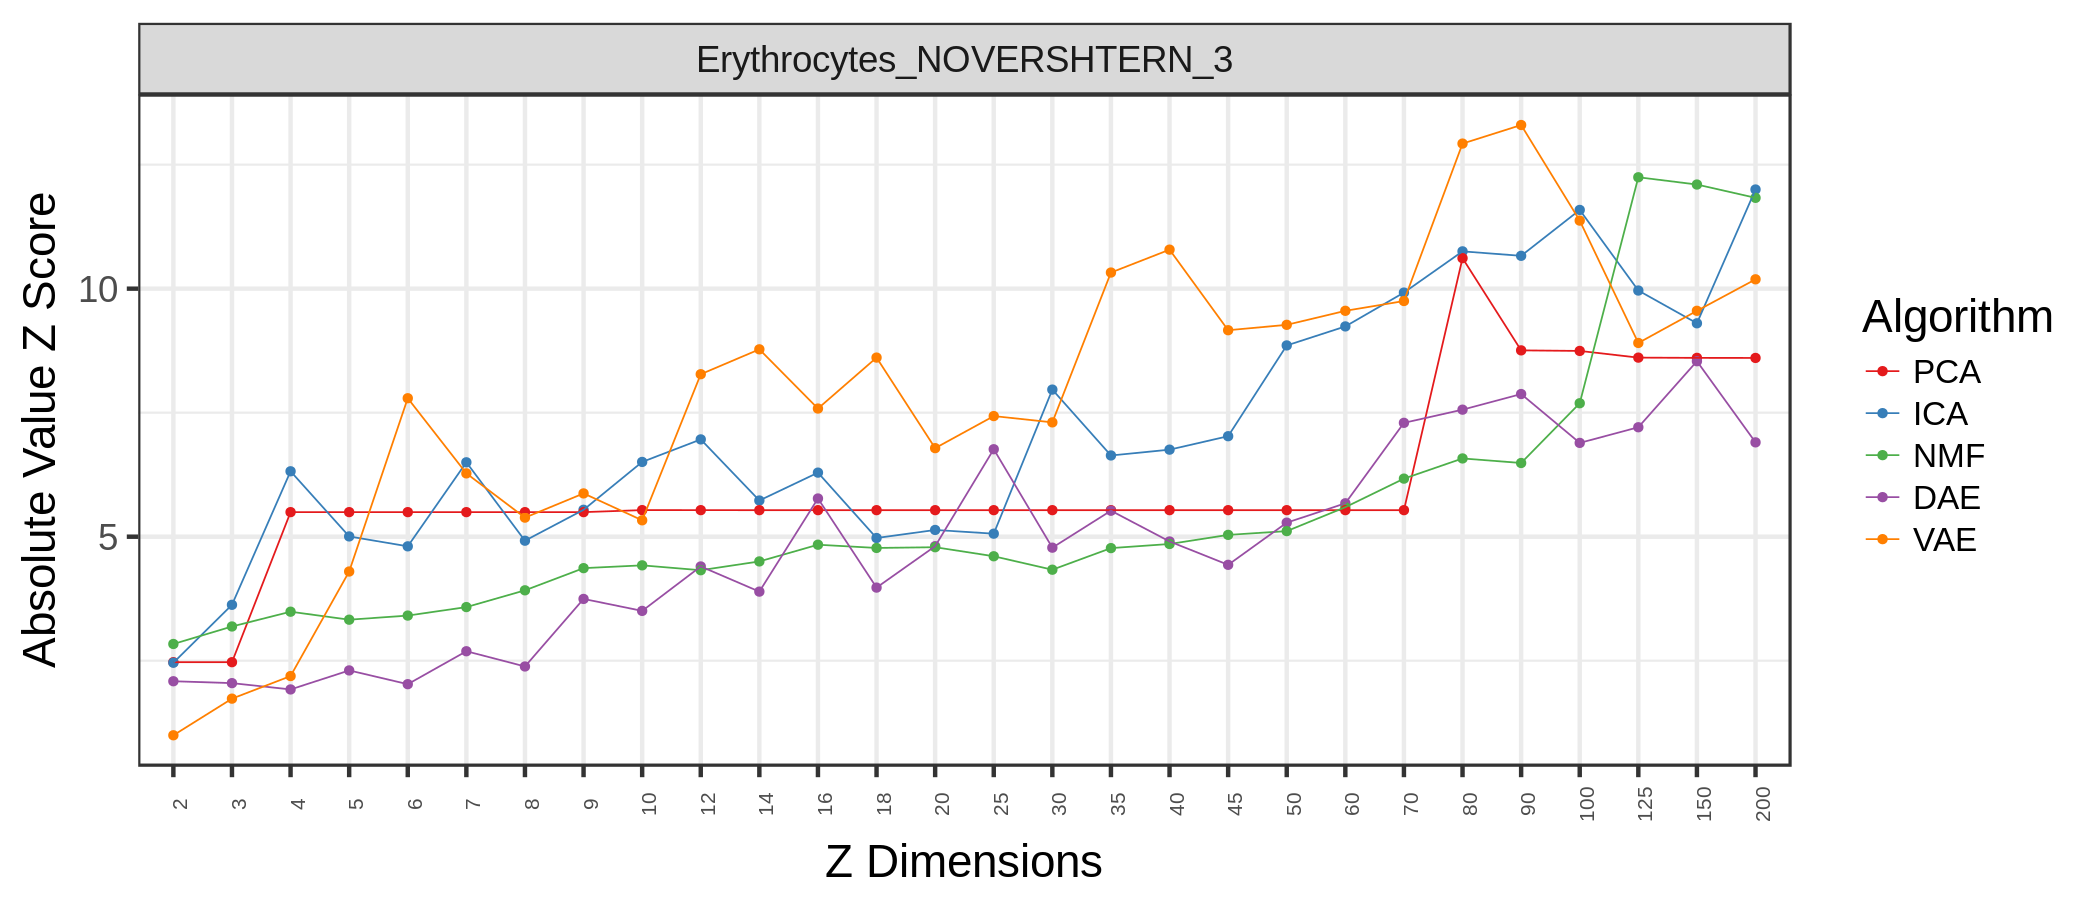 Erythrocytes_NOVERSHTERN_3
Absolute Value Z Score
10
5
2 3 4 5 6 7 8 9 10 12 14 16 18 20 25 30 35 40 45 50 60 70 80 90 100 125 150 200
Z Dimensions
Algorithm
PCA
ICA
NMF
DAE
VAE